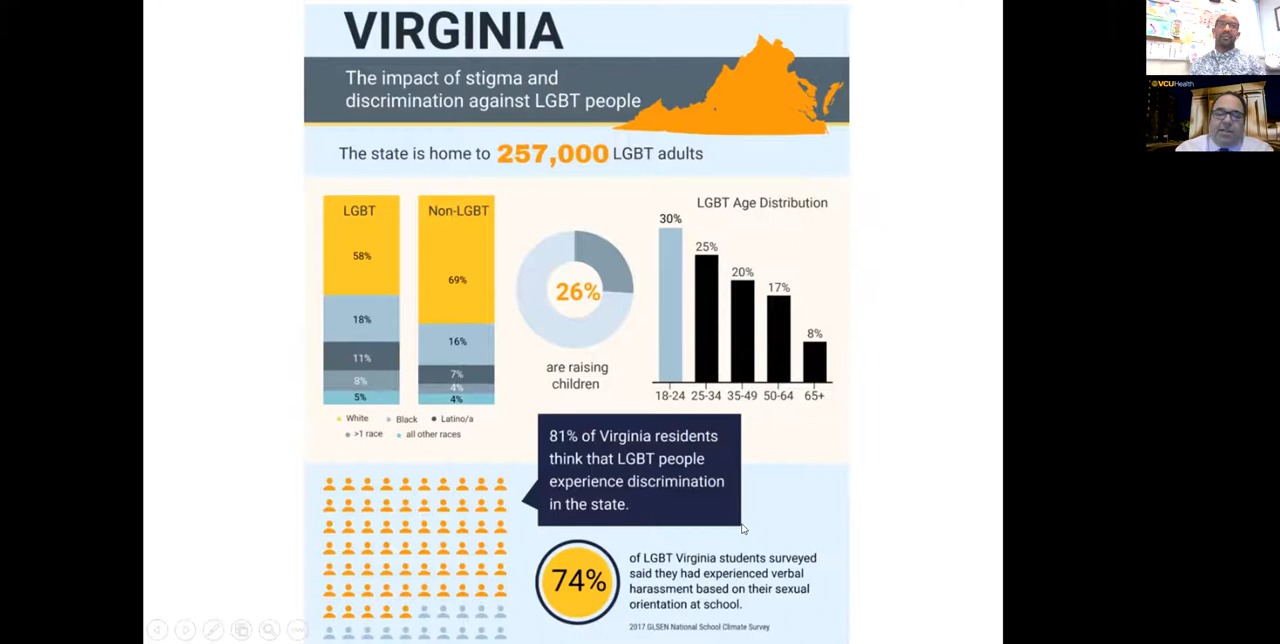 VIRGINIA
The impact of stigma and
discrimination against LGBT people
The state is home to 257,000 LGBT adults
LGBT
58%
18%
11%
8%
5%
Non-LGBT
69%
16%
7%
4%
4%
White
Black
Latino/a
>1 race
all other races
26%
are raising
children
LGBT Age Distribution
30%
25%
20%
17%
8%
18-24
25-34
35-49
50-64
65+
81% of Virginia residents
think that LGBT people
experience discrimination
in the state.
74%
of LGBT Virginia students surveyed
said they had experienced verbal
harassment based on their sexual
orientation at school.
2017 GLSEN National School Climate Survey
VCUHealth